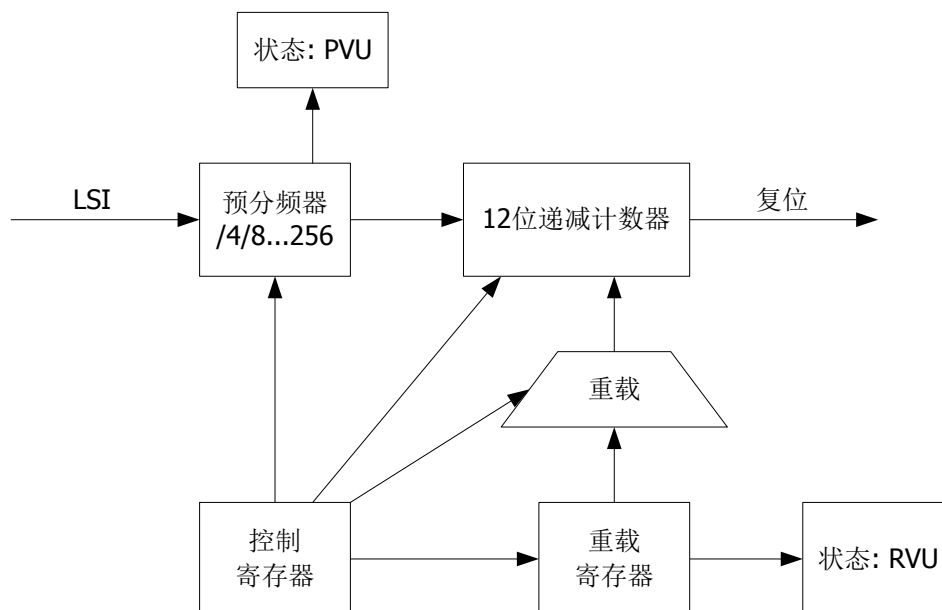 状态: PVU
LSI
预分频器
/4/8...256
12位递减计数器
复位
重载
控制
寄存器
重载
寄存器
状态: RVU